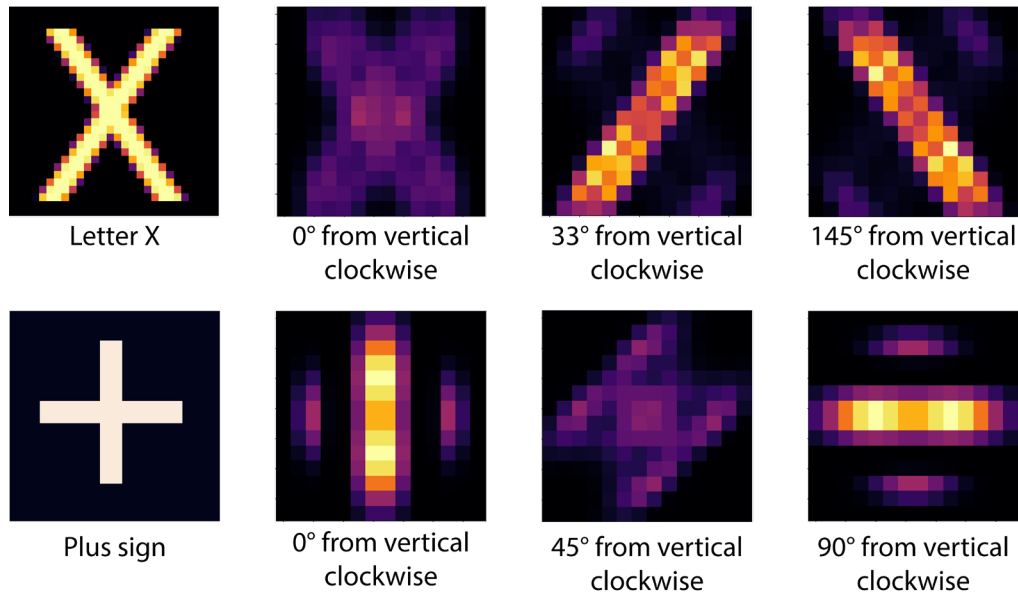 Letter X
0° from vertical
clockwise
33° from vertical
clockwise
145° from vertical
clockwise
Plus sign
0° from vertical
clockwise
45° from vertical
clockwise
90° from vertical
clockwise